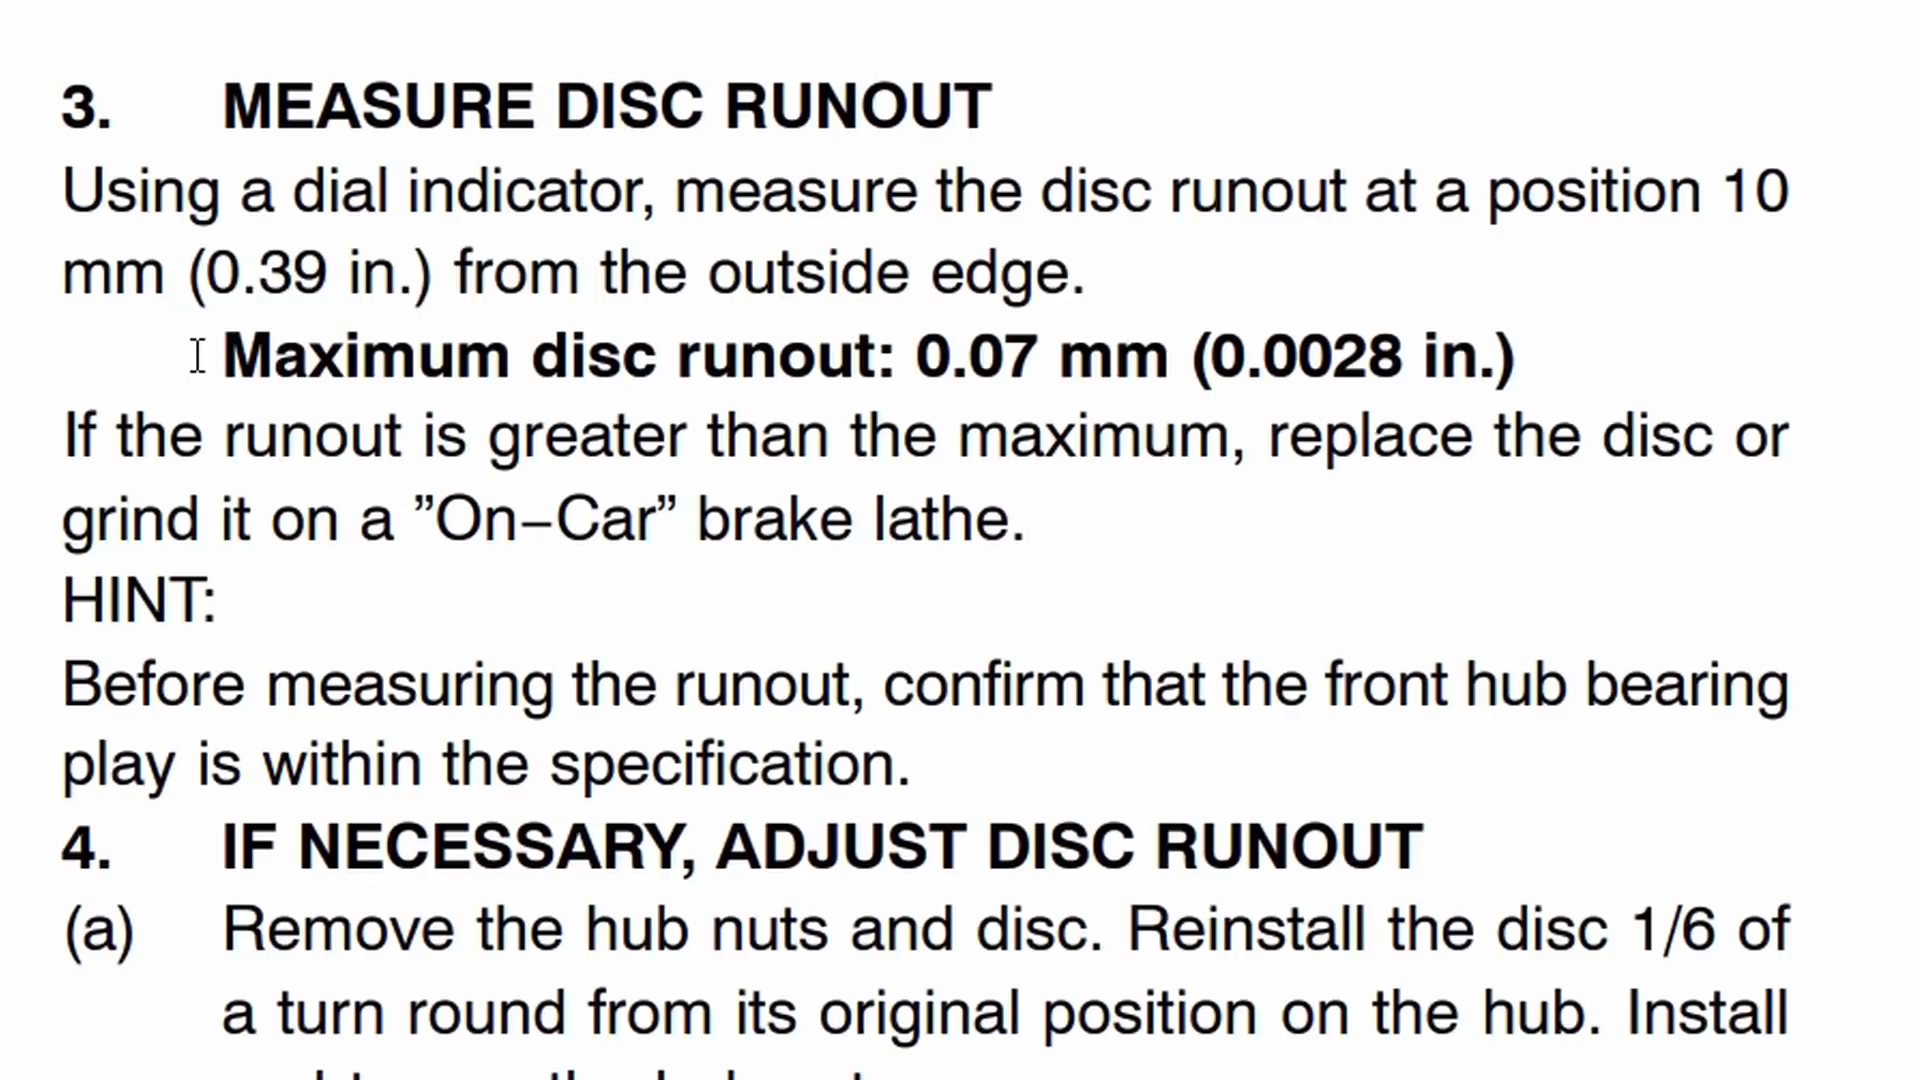 3. MEASURE DISC RUNOUT
Using a dial indicator, measure the disc runout at a position 10
mm (0.39 in.) from the outside edge.
Maximum disc runout: 0.07 mm (0.0028 in.)
If the runout is greater than the maximum, replace the disc or
grind it on a ”On–Car” brake lathe.
HINT:
Before measuring the runout, confirm that the front hub bearing
play is within the specification.
4. IF NECESSARY, ADJUST DISC RUNOUT
(a) Remove the hub nuts and disc. Reinstall the disc 1/6 of
a turn round from its original position on the hub. Install